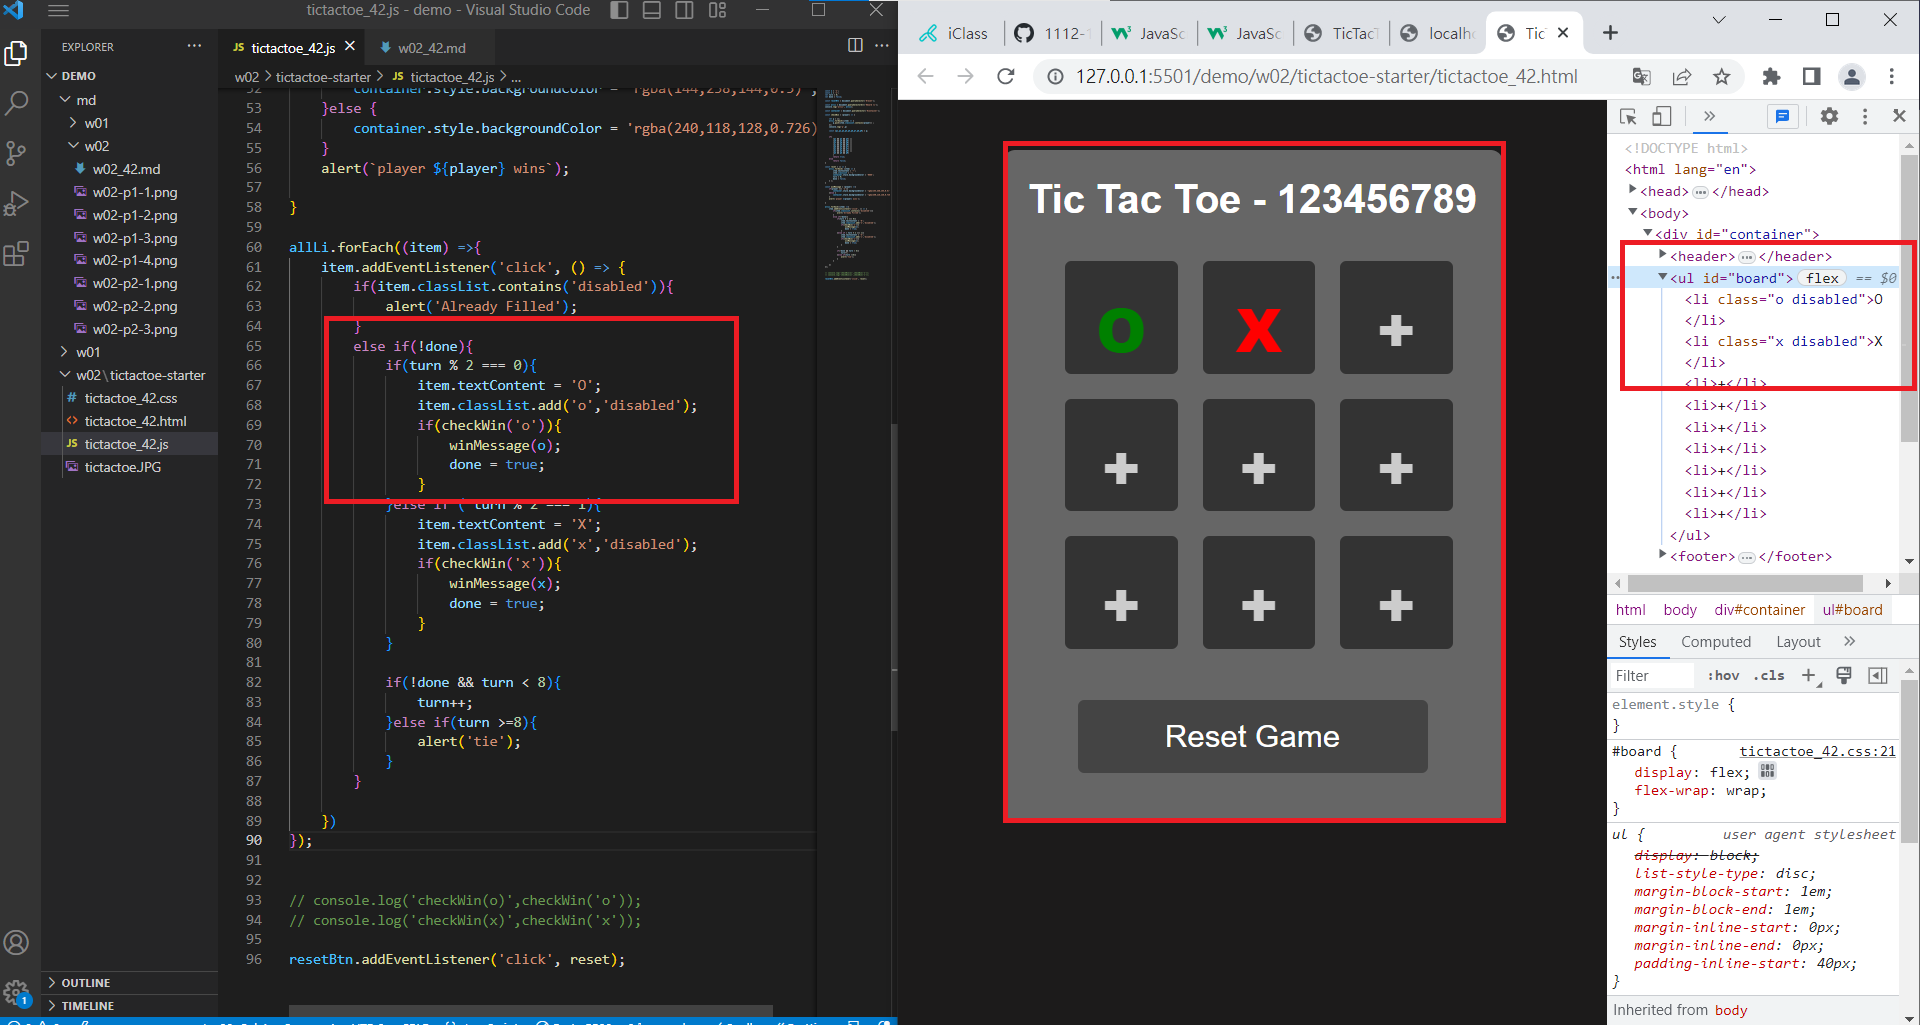 tictactoe_42.js - demo - Visual Studio Code
EXPLORER
DEMO
md
w01
w02
w02_42.md
w02-p1-1.png
w02-p1-2.png
w02-p1-3.png
w02-p1-4.png
w02-p2-1.png
w02-p2-2.png
w02-p2-3.png
w01
w02\tictactoe-starter
# tictactoe_42.css
<> tictactoe_42.html
JS tictactoe_42.js
tictactoe.JPG
OUTLINE
TIMELINE
1
JS tictactoe_42.js
w02_42.md
w02 > tictactoe-starter > JS tictactoe_42.js > ...
52 container.style.backgroundColor = 'rgba(144,238,144,0.5)';
53 }else {
54 container.style.backgroundColor = 'rgba(240,118,128,0.726)
55 }
56 alert(`player ${player} wins`);
57
58 }
59
60 allLi.forEach((item) =>{
61 item.addEventListener('click', () => {
62 if(item.classList.contains('disabled')){
63 alert('Already Filled');
64 }
65 else if(!done){
66 if(turn % 2 === 0){
67 item.textContent = 'O';
68 item.classList.add('o','disabled');
69 if(checkWin('o')){
70 winMessage(o);
71 done = true;
72 }
73 }else if ( turn % 2 === 1){
74 item.textContent = 'X';
75 item.classList.add('x','disabled');
76 if(checkWin('x')){
77 winMessage(x);
78 done = true;
79 }
80 }
81
82 if(!done && turn < 8){
83 turn++;
84 }else if(turn >=8){
85 alert('tie');
86 }
87 }
88
89 })
90 });
91
92
93 // console.log('checkWin(o)',checkWin('o'));
94 // console.log('checkWin(x)',checkWin('x'));
95
96 resetBtn.addEventListener('click', reset);
iClass
1112-
JavaSc
JavaSc
TicTacT
localho
Tic
127.0.0.1:5501/demo/w02/tictactoe-starter/tictactoe_42.html
Tic Tac Toe - 123456789
O X +
+ + +
+ + +
Reset Game
<!DOCTYPE html>
<html lang="en">
<head>…</head>
<body>
<div id="container">
<header>…</header>
<ul id="board"> flex == $0
<li class="o disabled">O
</li>
<li class="x disabled">X
</li>
<li>+</li>
<li>+</li>
<li>+</li>
<li>+</li>
<li>+</li>
<li>+</li>
<li>+</li>
</ul>
<footer>…</footer>
html body div#container ul#board
Styles Computed Layout
Filter :hov .cls
element.style {
}
#board { tictactoe_42.css:21
display: flex;
flex-wrap: wrap;
}
ul { user agent stylesheet
display: block;
list-style-type: disc;
margin-block-start: 1em;
margin-block-end: 1em;
margin-inline-start: 0px;
margin-inline-end: 0px;
padding-inline-start: 40px;
}
Inherited from body